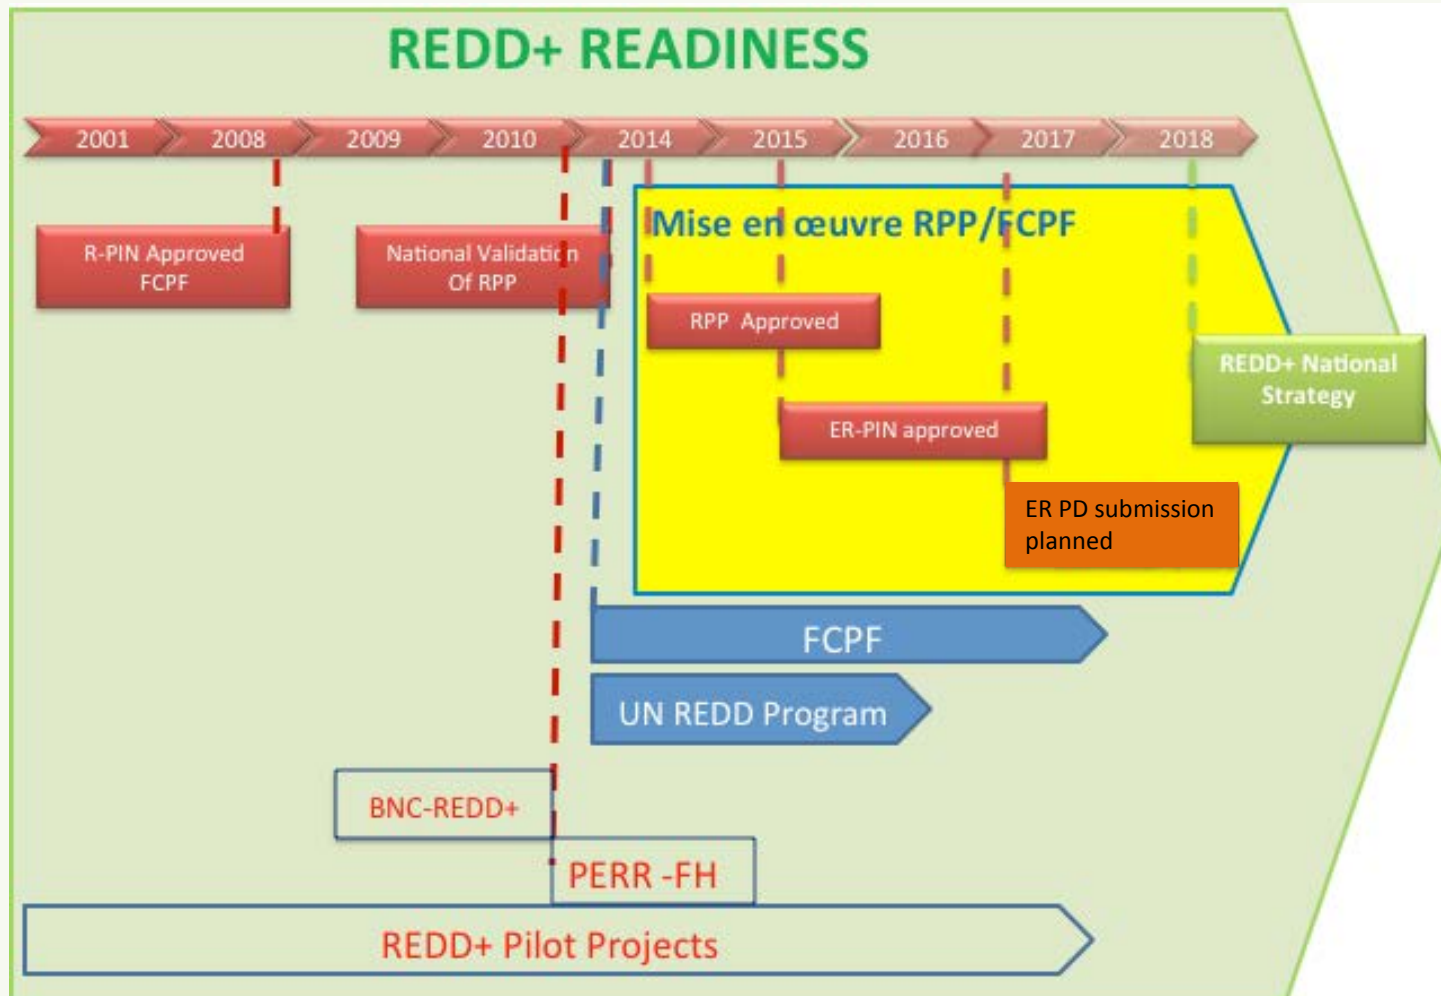 REDD+ READINESS
2001 2008 2009 2010 2014 2015 2016 2017 2018
R-PIN Approved
FCPF
National Validation
Of RPP
Mise en œuvre RPP/FCPF
RPP Approved
REDD+ National
Strategy
ER-PIN approved
ER PD submission
planned
FCPF
UN REDD Program
BNC-REDD+
PERR -FH
REDD+ Pilot Projects